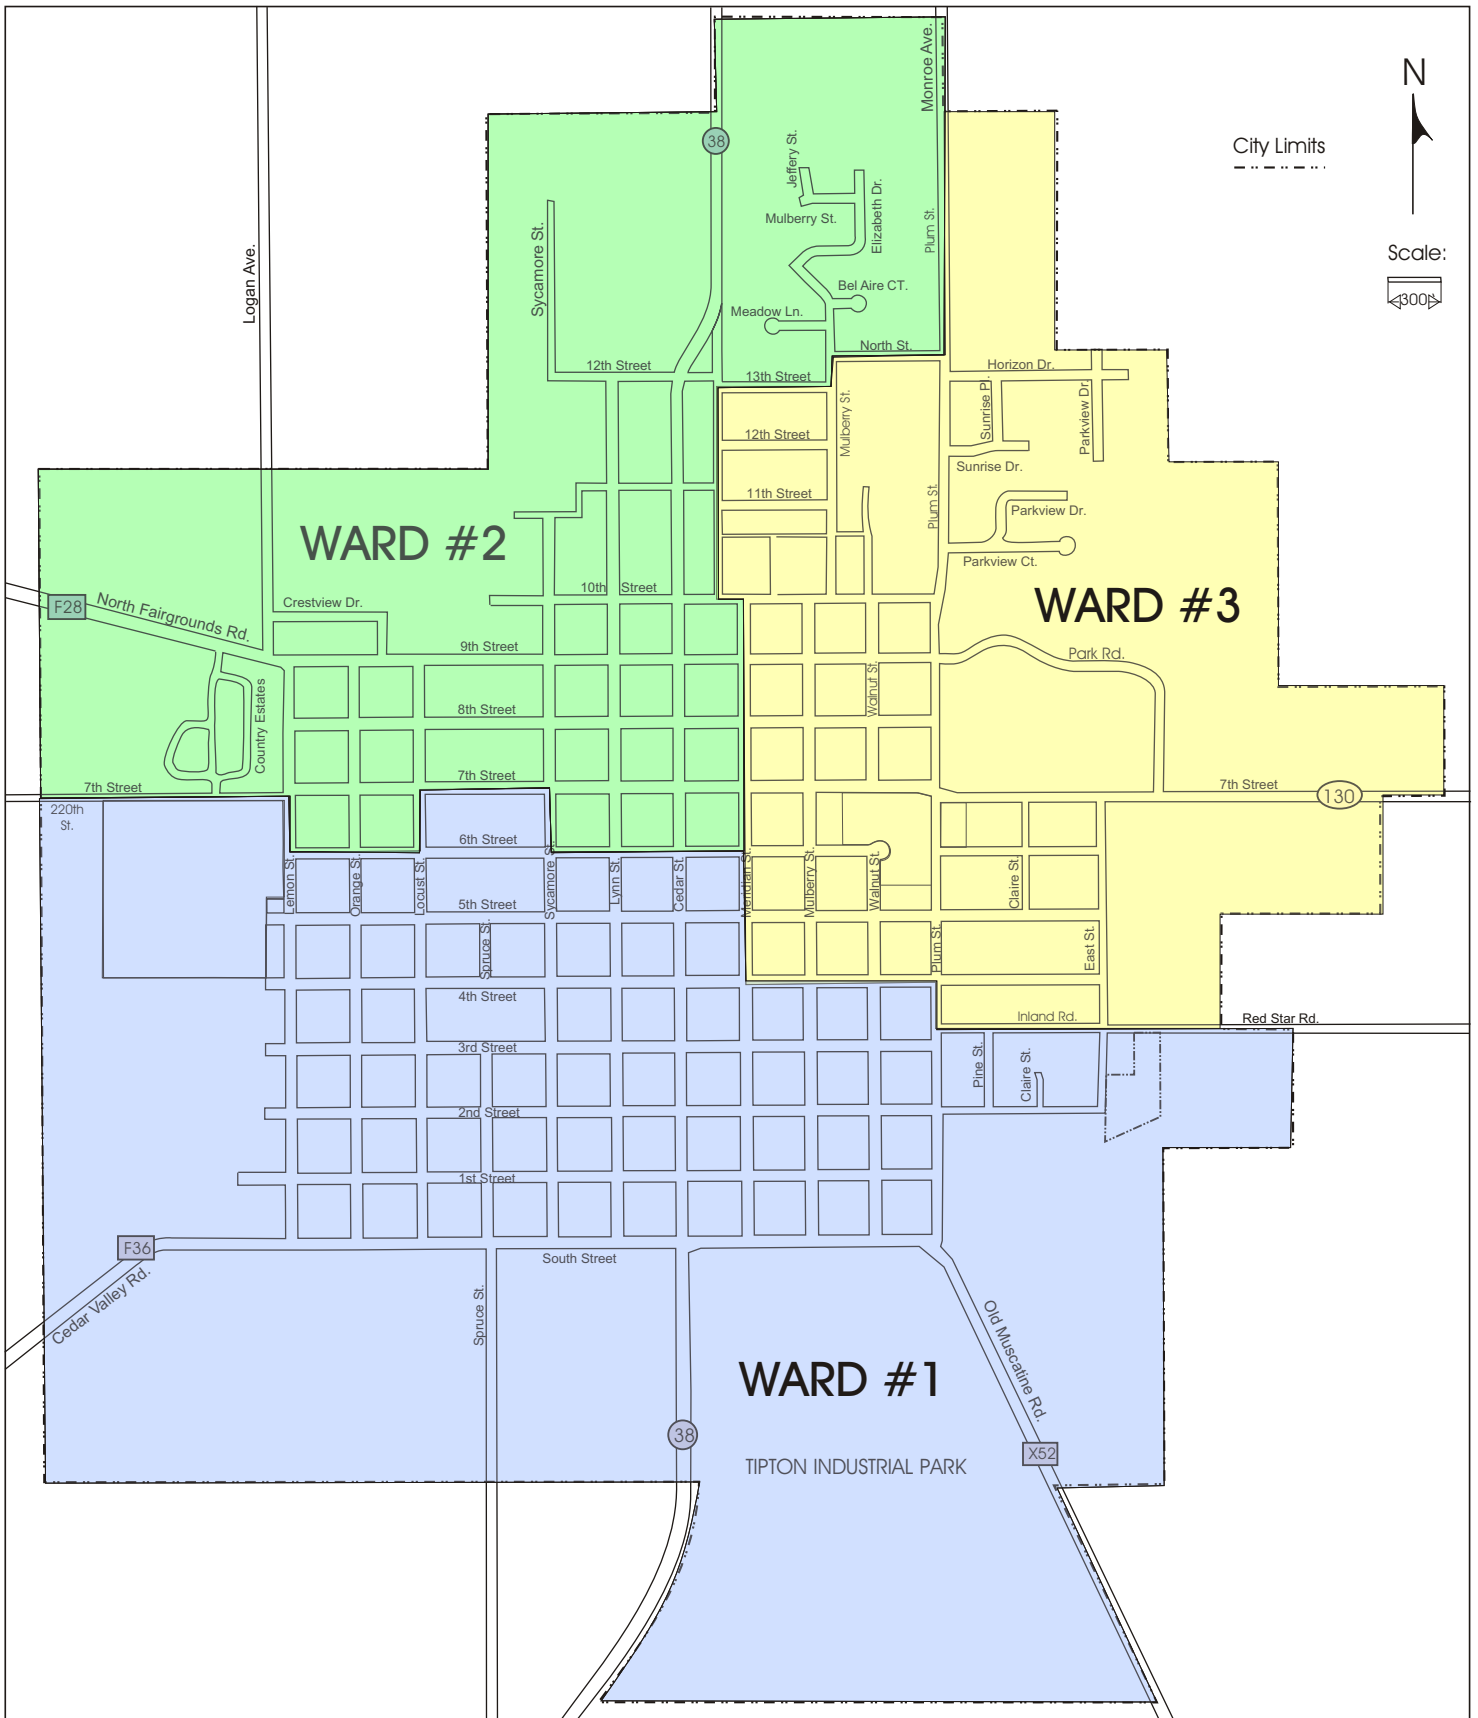 Monroe Ave.
N
38
City Limits
Jeffery St.
Mulberry St.
Elizabeth Dr.
Plum St.
Logan Ave.
Sycamore St.
Scale:
300'
Bel Aire CT.
Meadow Ln.
North St.
12th Street
13th Street
Horizon Dr.
Sunrise Pl.
Parkview Dr.
Mulberry St.
12th Street
Sunrise Dr.
11th Street
Plum St.
Parkview Dr.
WARD #2
Parkview Ct.
10th Street
F28
North Fairgrounds Rd.
Crestview Dr.
WARD #3
9th Street
Park Rd.
Walnut St.
Country Estates
8th Street
7th Street
7th Street
7th Street
130
220th
St.
6th Street
Lemon St.
Orange St.
Locust St.
Sycamore St.
Lynn St.
Cedar St.
Meridian St.
Mulberry St.
Walnut St.
Claire St.
5th Street
Spruce St.
Plum St.
East St.
4th Street
Inland Rd.
Red Star Rd.
3rd Street
Pine St.
Claire St.
2nd Street
1st Street
F36
Cedar Valley Rd.
South Street
Spruce St.
Old Muscatine Rd.
WARD #1
38
X52
TIPTON INDUSTRIAL PARK